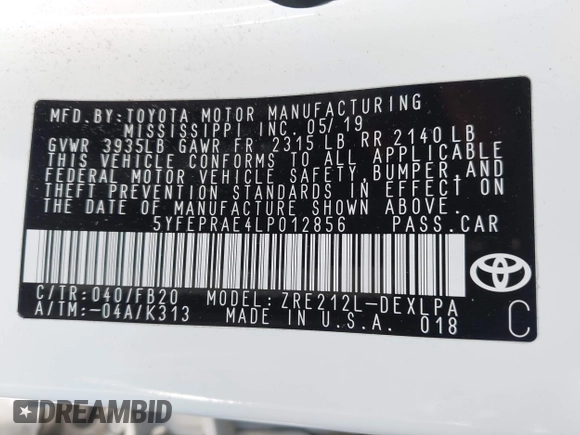 MFD.BY:TOYOTA MOTOR MANUFACTURING
MISSISSIPPI INC. 05/19
GVWR 3935LB GAWR FR 2315 LB RR 2140LB
THIS VEHICLE CONFORMS TO ALL APPLICABLE
FEDERAL MOTOR VEHICLE SAFETY, BUMPER, AND
THEFT PREVENTION STANDARDS IN EFFECT ON
THE DATE OF MANUFACTURE SHOWN ABOVE.
5YFEPRAE4LP012856 PASS.CAR
C/TR:040/FB20 MODEL:ZRE212L-DEXLPA
A/TM:-04A/K313 MADE IN U.S.A. 018
C
DREAMBID